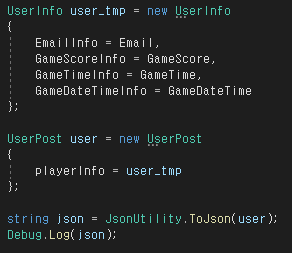 UserInfo user_tmp = new UserInfo
{
    EmailInfo = Email,
    GameScoreInfo = GameScore,
    GameTimeInfo = GameTime,
    GameDateTimeInfo = GameDateTime
};

UserPost user = new UserPost
{
    playerInfo = user_tmp
};

string json = JsonUtility.ToJson(user);
Debug.Log(json);